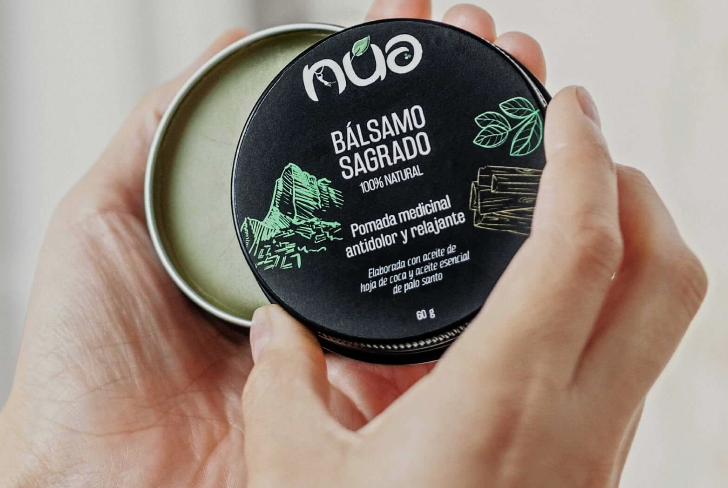 núa
BÁLSAMO
SAGRADO
100% NATURAL
Pomada medicinal
antidolor y relajante
Elaborada con aceite de
hoja de coca y aceite esencial
de palo santo
60 g